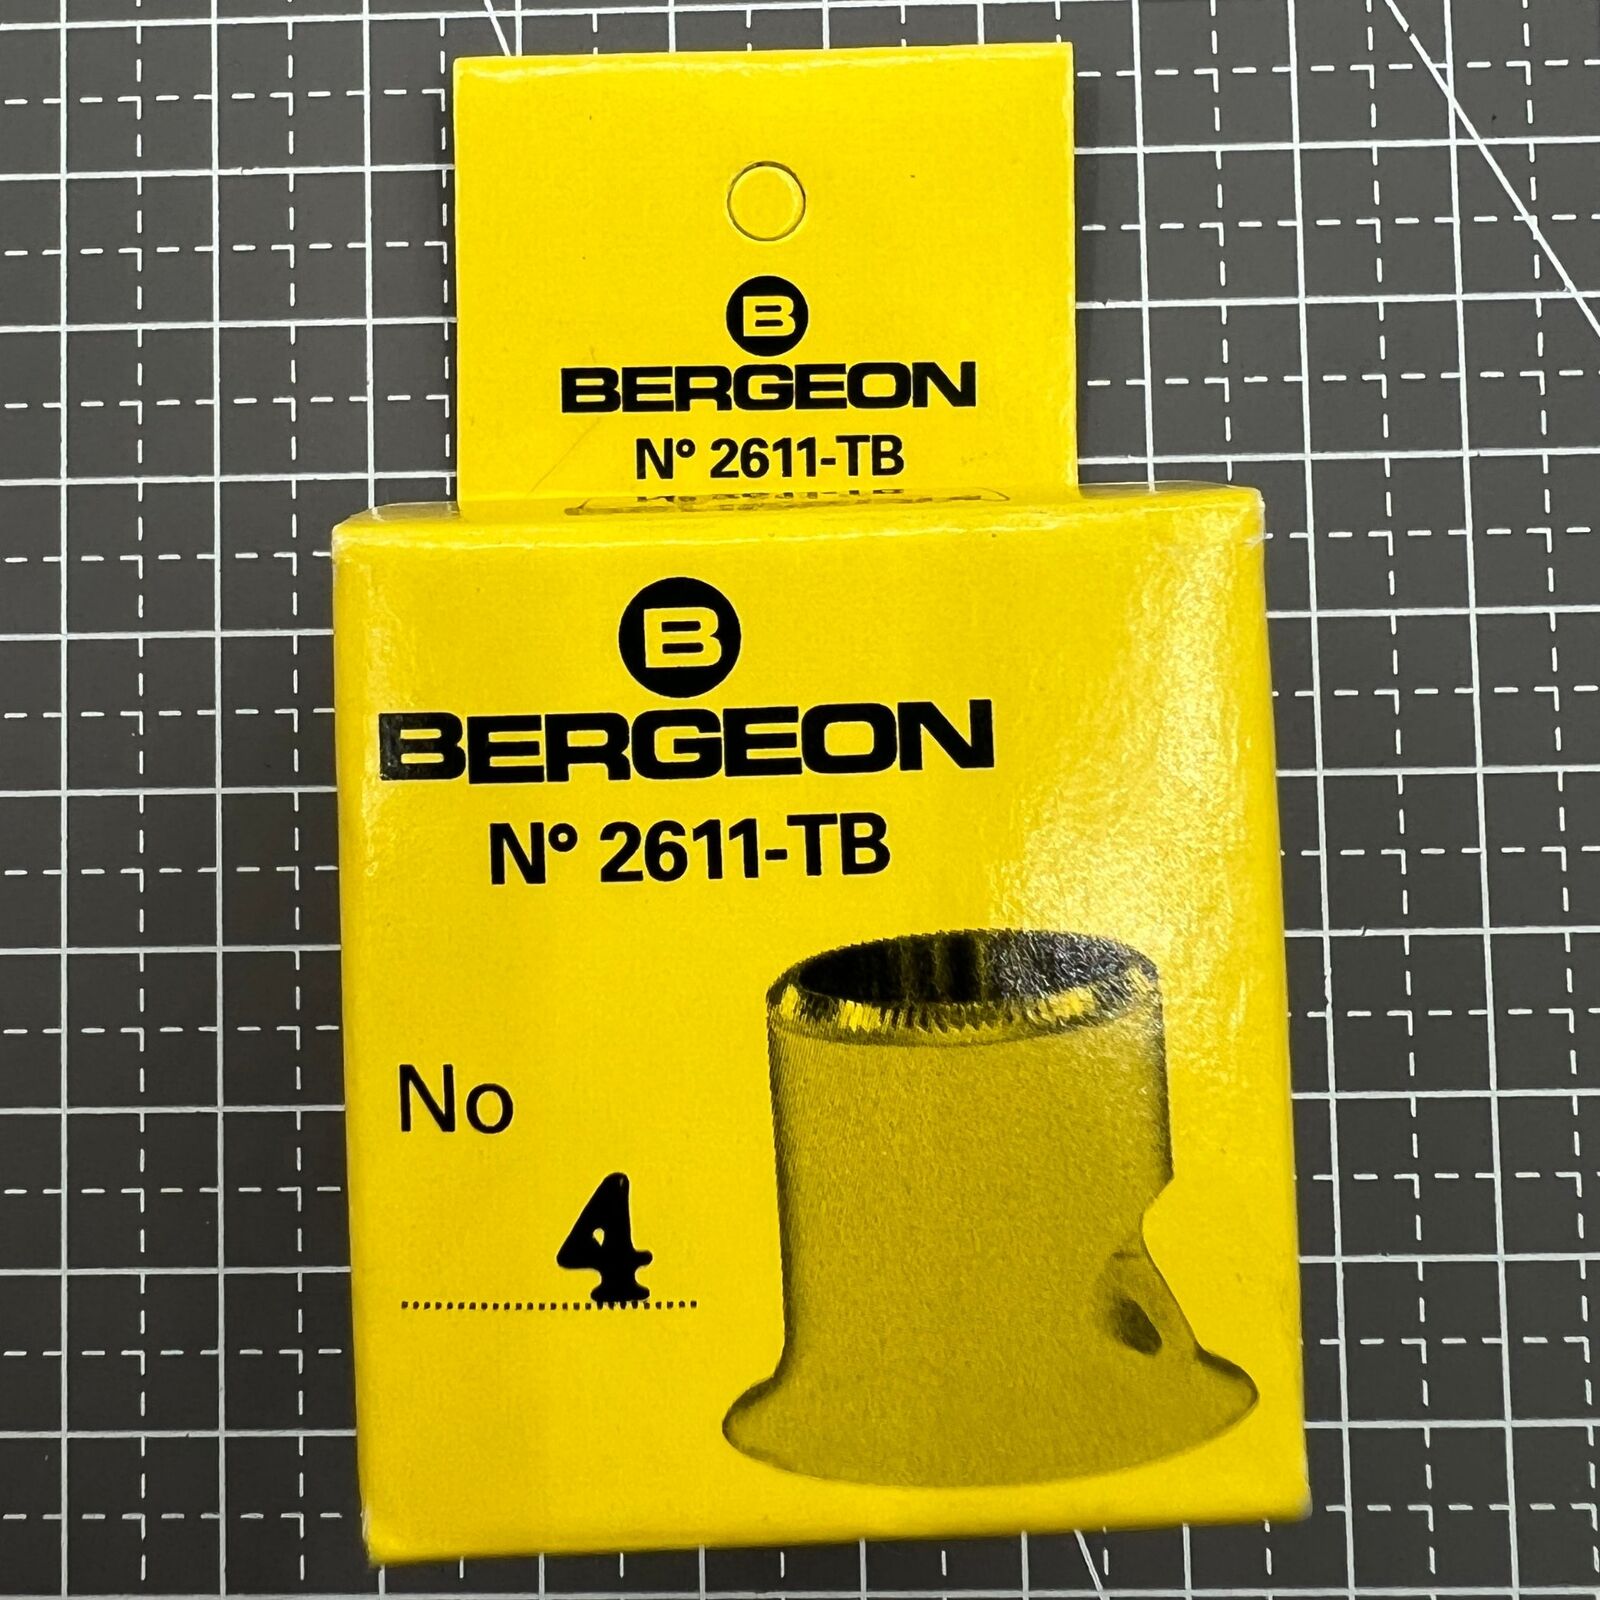 B
BERGEON
N° 2611-TB
B
BERGEON
N° 2611-TB
No
4